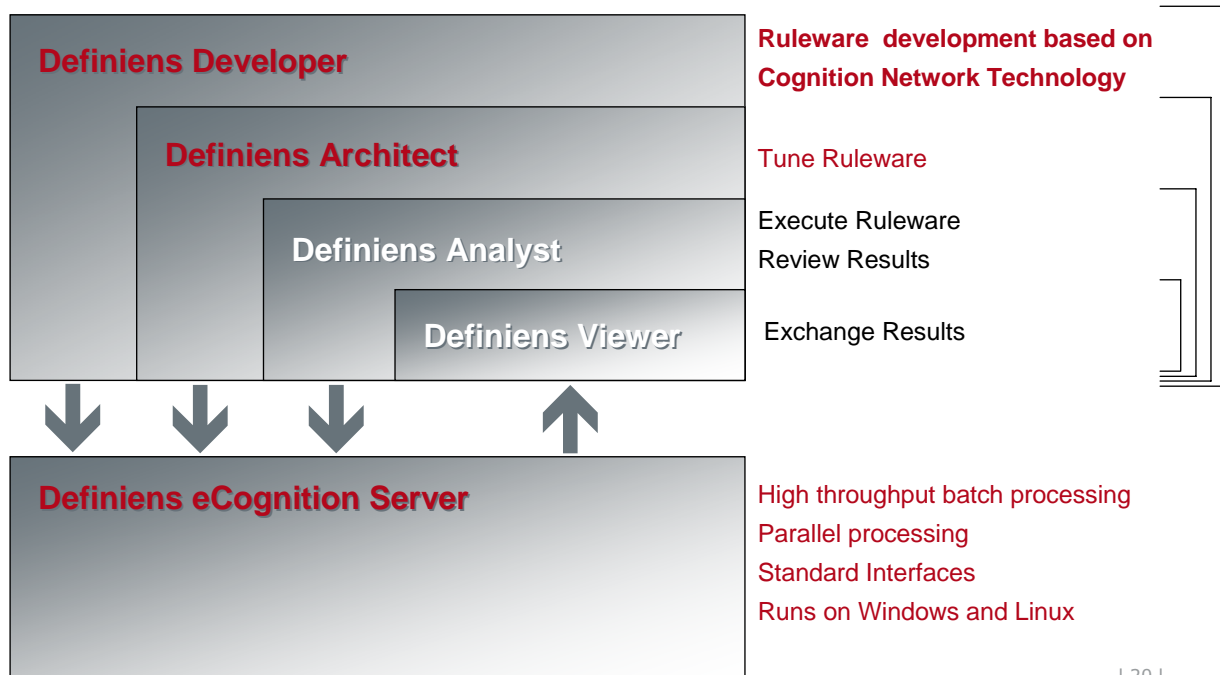 Definiens Developer
Ruleware development based on
Cognition Network Technology
Definiens Architect
Tune Ruleware
Definiens Analyst
Execute Ruleware
Review Results
Definiens Viewer
Exchange Results
Definiens eCognition Server
High throughput batch processing
Parallel processing
Standard Interfaces
Runs on Windows and Linux